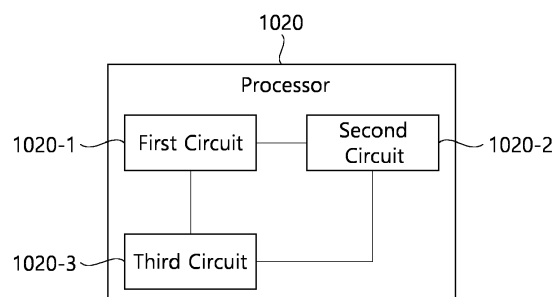 1020
Processor
1020-1
First Circuit
Second
Circuit
1020-2
1020-3
Third Circuit